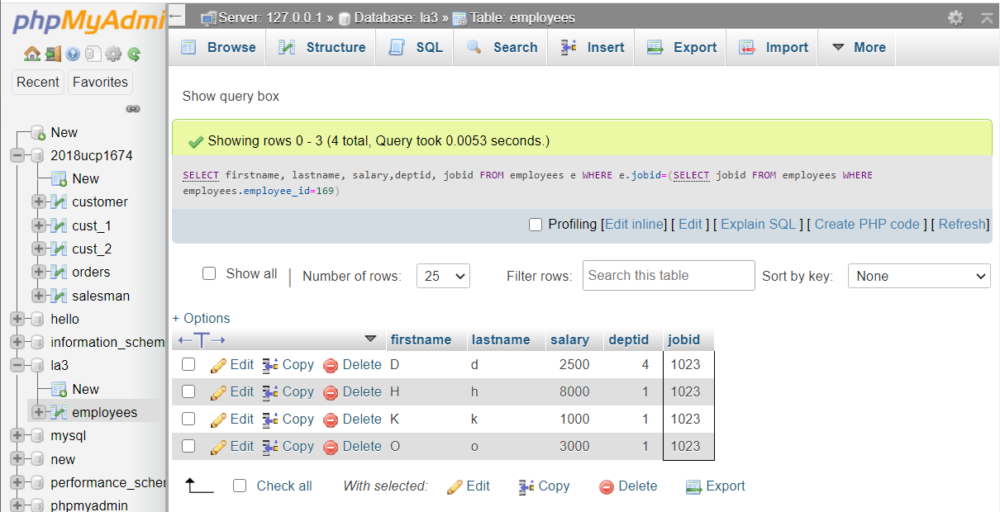 phpMyAdmi
Server: 127.0.0.1 » Database: la3 » Table: employees
Browse Structure SQL Search Insert Export Import More
Recent Favorites
Show query box
New
2018ucp1674
New
customer
cust_1
cust_2
orders
salesman
hello
information_schem
la3
New
employees
mysql
new
performance_scher
phpmyadmin
Showing rows 0 - 3 (4 total, Query took 0.0053 seconds.)
SELECT firstname, lastname, salary,deptid, jobid FROM employees e WHERE e.jobid=(SELECT jobid FROM employees WHERE
employees.employee_id=169)
Profiling [Edit inline] [ Edit ] [ Explain SQL ] [ Create PHP code ] [ Refresh]
Show all | Number of rows: 25 Filter rows: Search this table Sort by key: None
+ Options
←T→ firstname lastname salary deptid jobid
Edit Copy Delete D d 2500 4 1023
Edit Copy Delete H h 8000 1 1023
Edit Copy Delete K k 1000 1 1023
Edit Copy Delete O o 3000 1 1023
Check all With selected: Edit Copy Delete Export